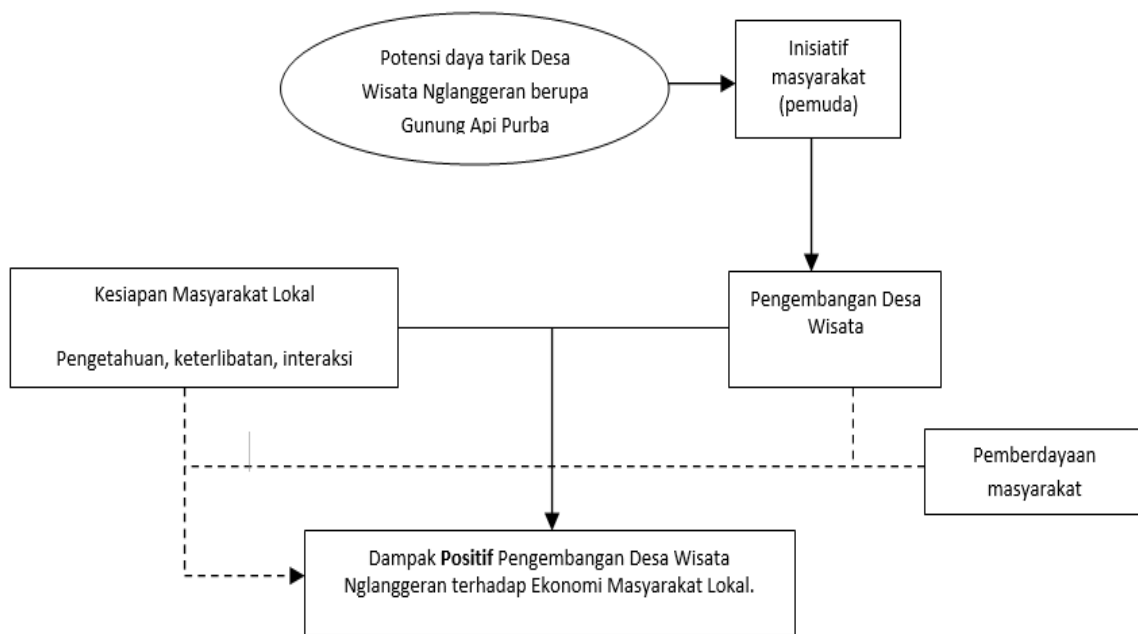 Potensi daya tarik Desa
Wisata Nglanggeran berupa
Gunung Api Purba
Inisiatif
masyarakat
(pemuda)
Kesiapan Masyarakat Lokal
Pengetahuan, keterlibatan, interaksi
Pengembangan Desa
Wisata
Pemberdayaan
masyarakat
Dampak Positif Pengembangan Desa Wisata
Nglanggeran terhadap Ekonomi Masyarakat Lokal.